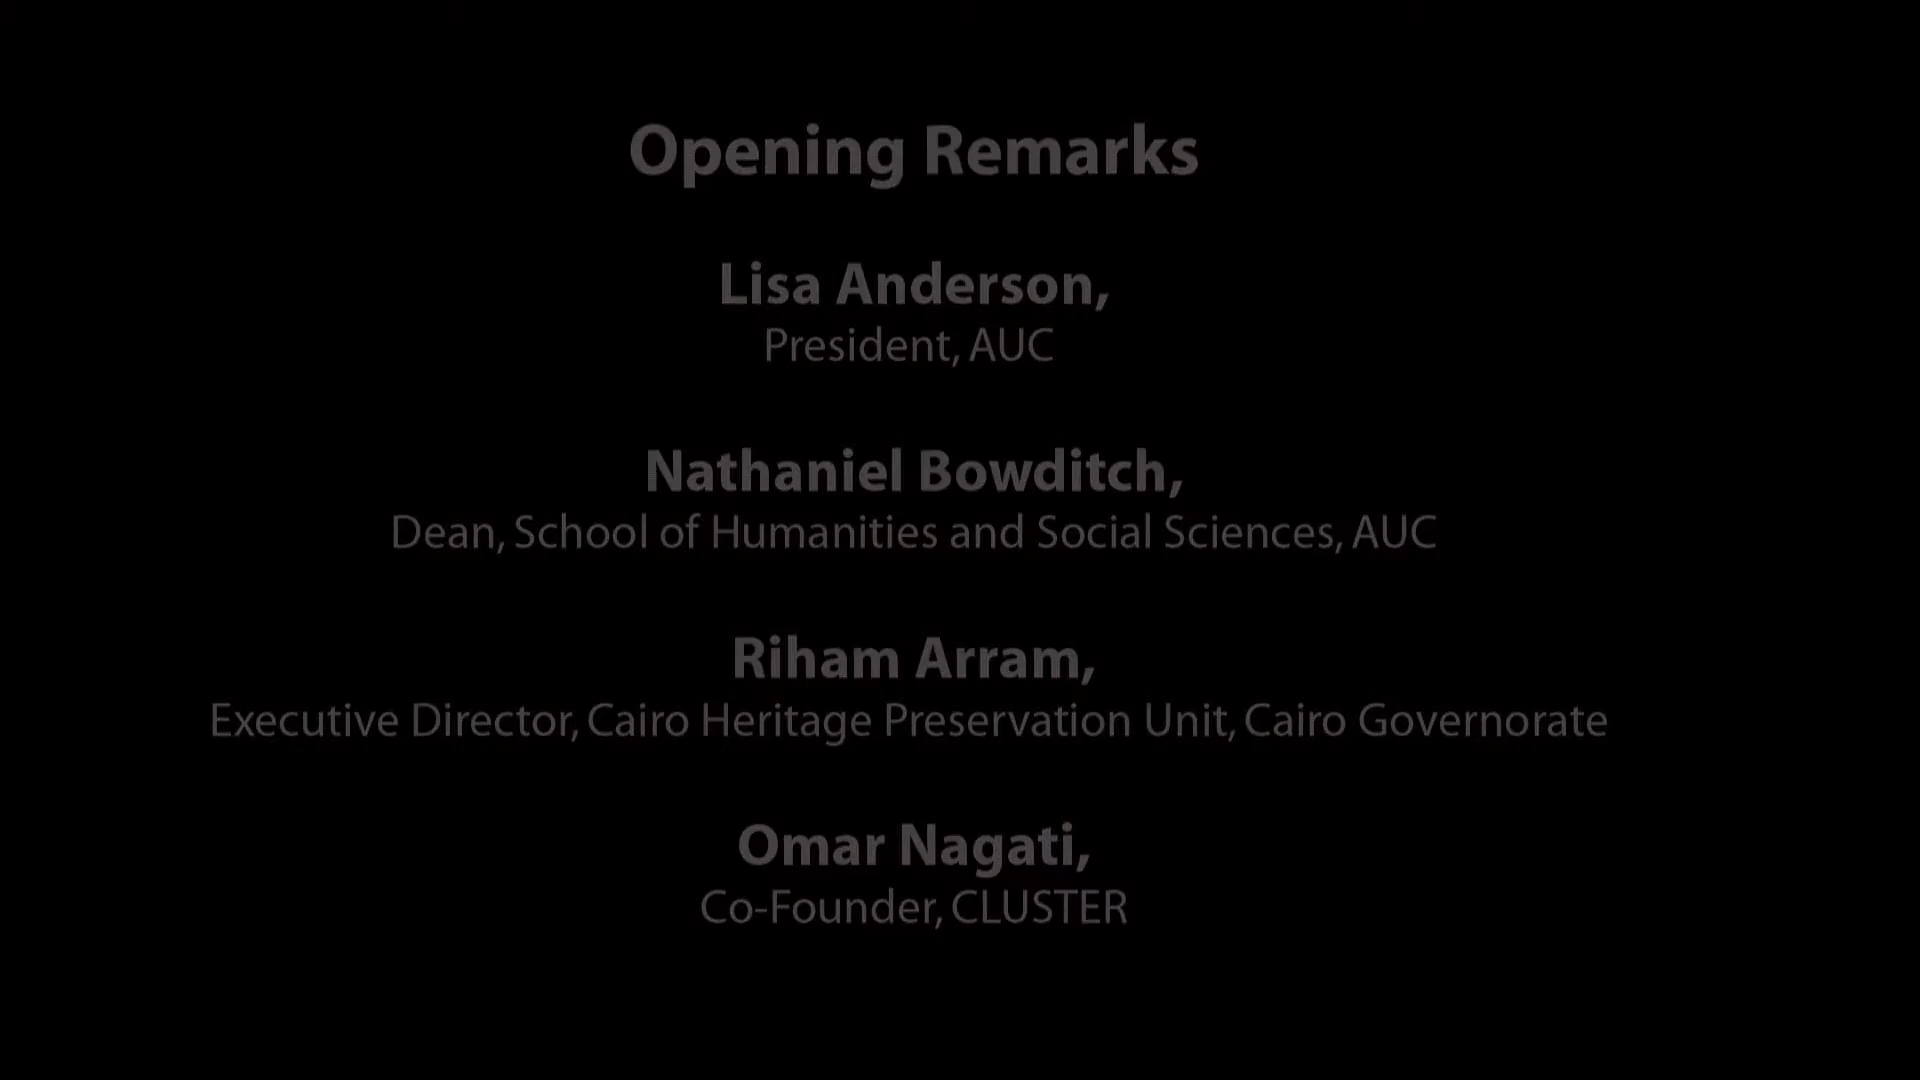 Opening Remarks
Lisa Anderson,
President, AUC
Nathaniel Bowditch,
Dean, School of Humanities and Social Sciences, AUC
Riham Arram,
Executive Director, Cairo Heritage Preservation Unit, Cairo Governorate
Omar Nagati,
Co-Founder, CLUSTER